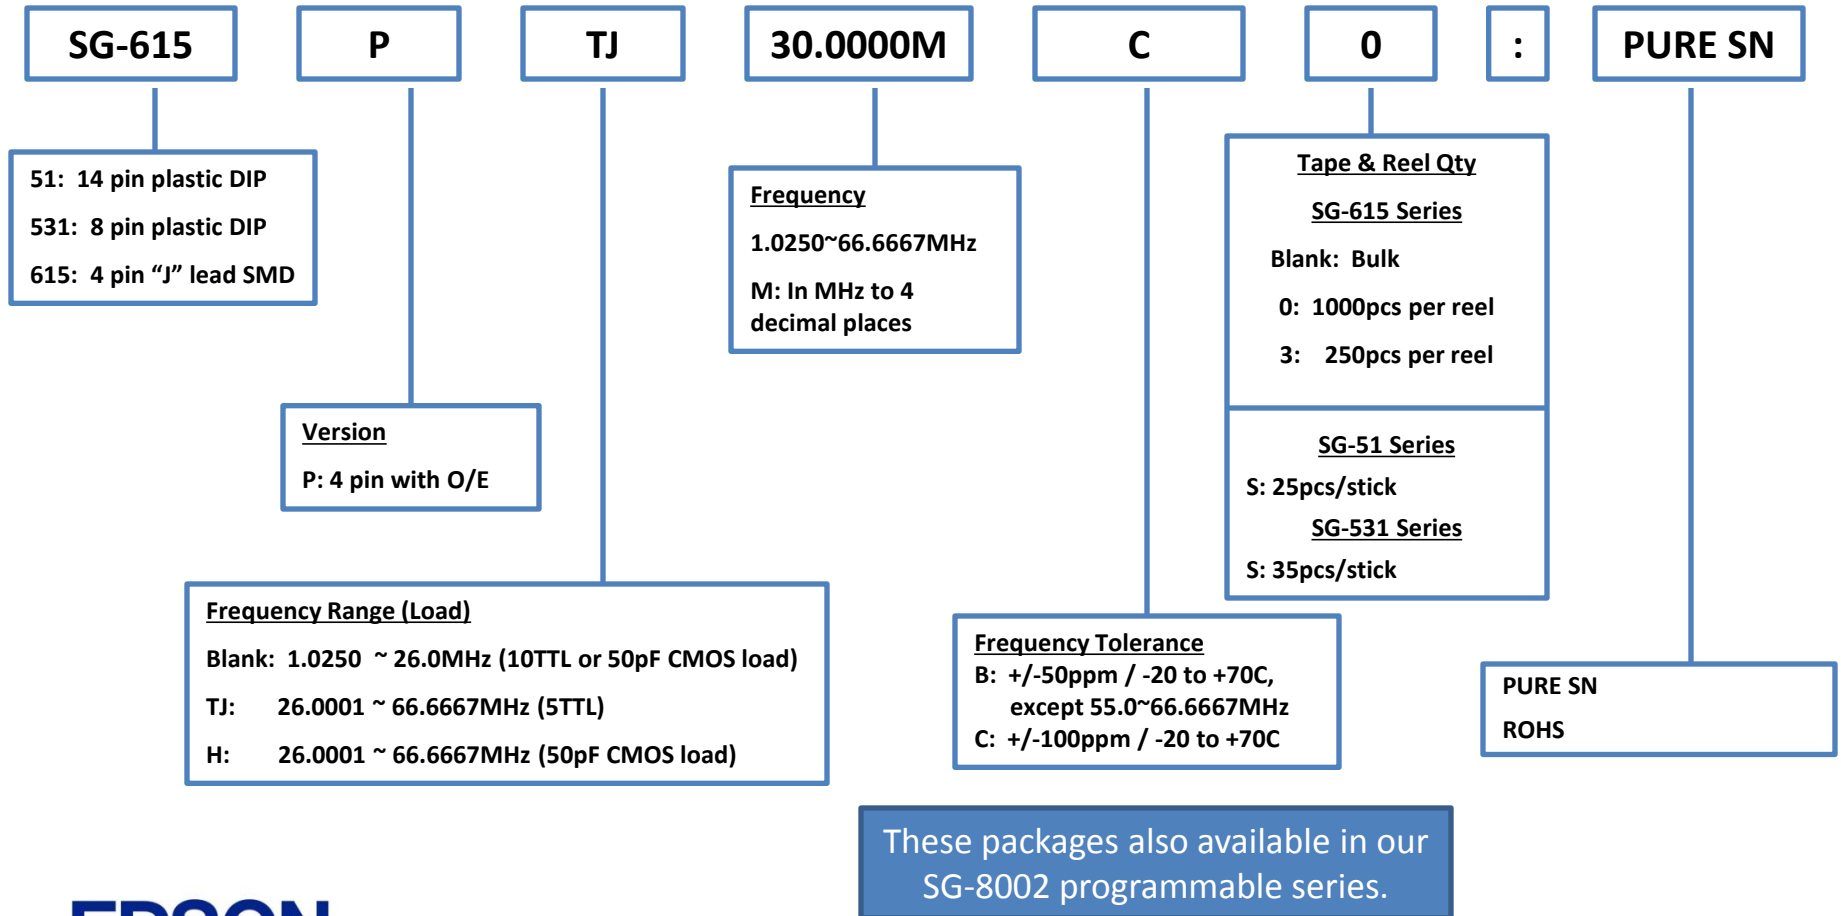 SG-615 P TJ 30.0000M C 0 : PURE SN
51: 14 pin plastic DIP
531: 8 pin plastic DIP
615: 4 pin “J” lead SMD
Version
P: 4 pin with O/E
Frequency Range (Load)
Blank: 1.0250 ~ 26.0MHz (10TTL or 50pF CMOS load)
TJ: 26.0001 ~ 66.6667MHz (5TTL)
H: 26.0001 ~ 66.6667MHz (50pF CMOS load)
Frequency
1.0250~66.6667MHz
M: In MHz to 4
decimal places
Frequency Tolerance
B: +/-50ppm / -20 to +70C,
except 55.0~66.6667MHz
C: +/-100ppm / -20 to +70C
Tape & Reel Qty
SG-615 Series
Blank: Bulk
0: 1000pcs per reel
3: 250pcs per reel
SG-51 Series
S: 25pcs/stick
SG-531 Series
S: 35pcs/stick
PURE SN
ROHS
These packages also available in our
SG-8002 programmable series.
EPSON